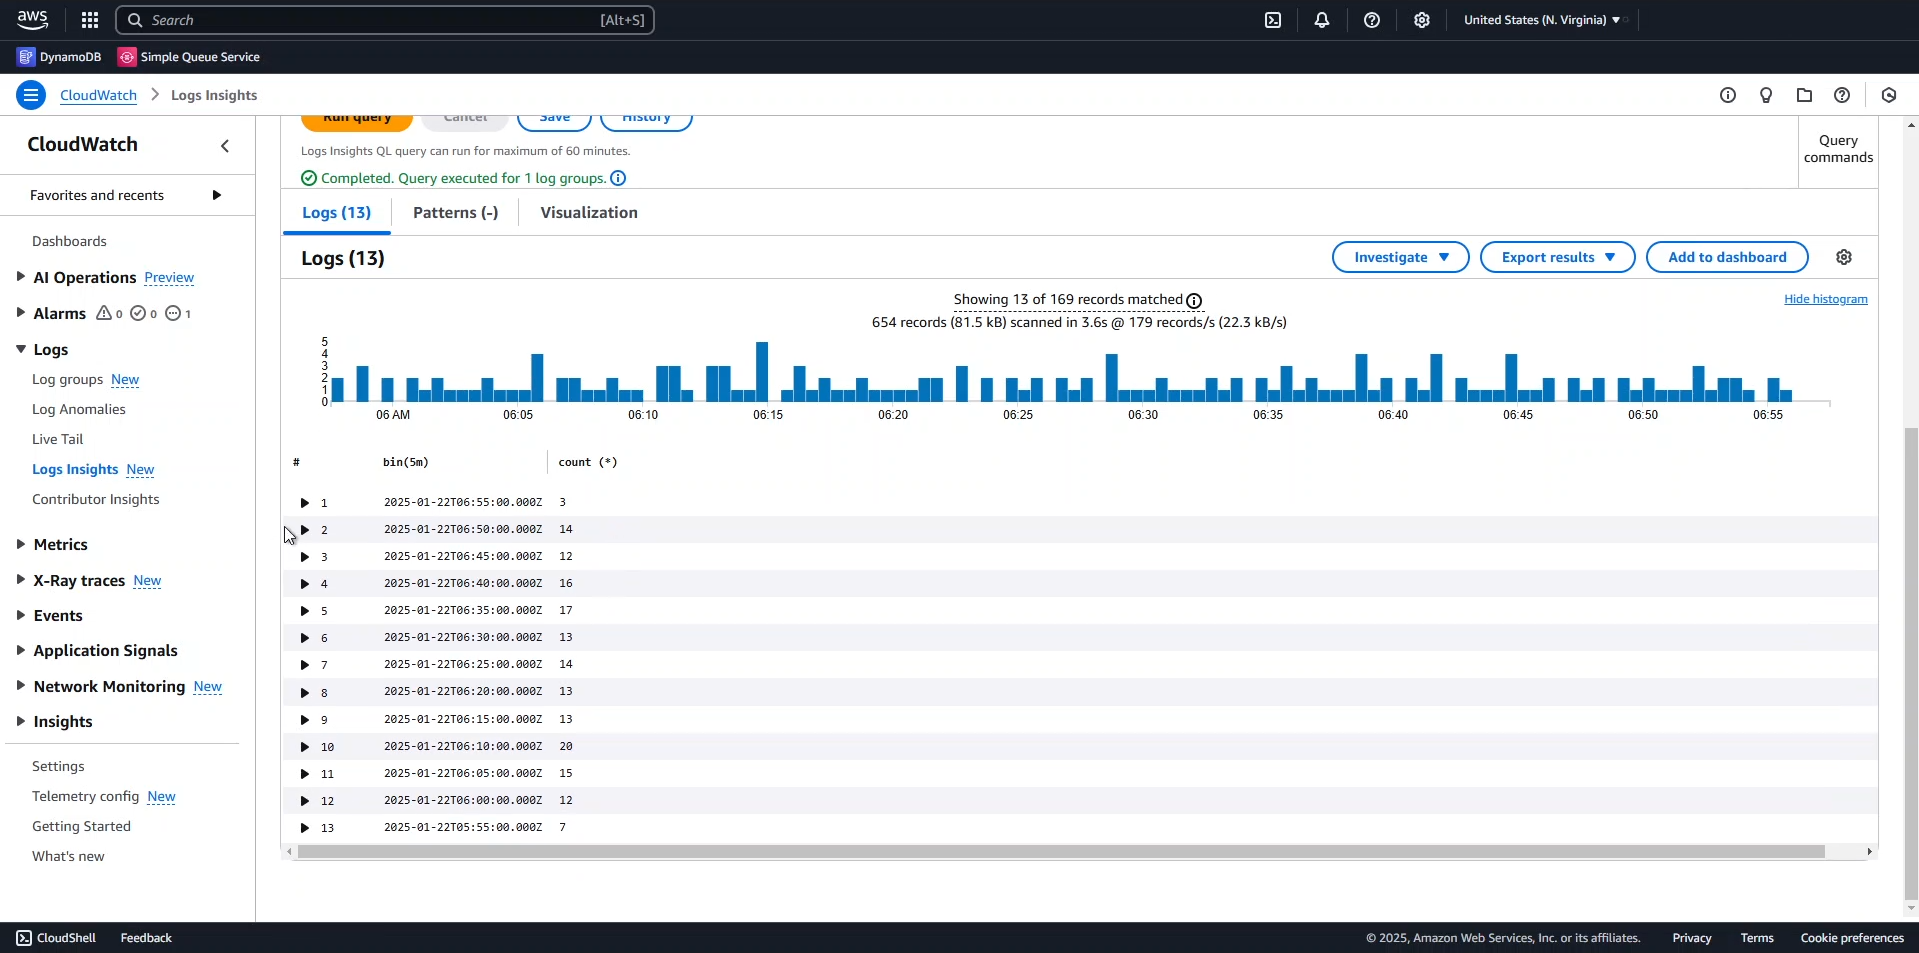 aws
Search [Alt+S]
United States (N. Virginia)
DynamoDB
Simple Queue Service
CloudWatch
Logs Insights
CloudWatch
Favorites and recents
Dashboards
AI Operations Preview
Alarms 0 0 1
Logs
Log groups New
Log Anomalies
Live Tail
Logs Insights New
Contributor Insights
Metrics
X-Ray traces New
Events
Application Signals
Network Monitoring New
Insights
Settings
Telemetry config New
Getting Started
What's new
Run query Cancel Save History
Logs Insights QL query can run for maximum of 60 minutes.
Completed. Query executed for 1 log groups.
Query
commands
Logs (13) Patterns (-) Visualization
Logs (13)
Investigate Export results Add to dashboard
Showing 13 of 169 records matched
Hide histogram
654 records (81.5 kB) scanned in 3.6s @ 179 records/s (22.3 kB/s)
5
4
3
2
1
0
06 AM 06:05 06:10 06:15 06:20 06:25 06:30 06:35 06:40 06:45 06:50 06:55
# bin(5m) count (*)
1 2025-01-22T06:55:00.000Z 3
2 2025-01-22T06:50:00.000Z 14
3 2025-01-22T06:45:00.000Z 12
4 2025-01-22T06:40:00.000Z 16
5 2025-01-22T06:35:00.000Z 17
6 2025-01-22T06:30:00.000Z 13
7 2025-01-22T06:25:00.000Z 14
8 2025-01-22T06:20:00.000Z 13
9 2025-01-22T06:15:00.000Z 13
10 2025-01-22T06:10:00.000Z 20
11 2025-01-22T06:05:00.000Z 15
12 2025-01-22T06:00:00.000Z 12
13 2025-01-22T05:55:00.000Z 7
CloudShell Feedback
© 2025, Amazon Web Services, Inc. or its affiliates. Privacy Terms Cookie preferences